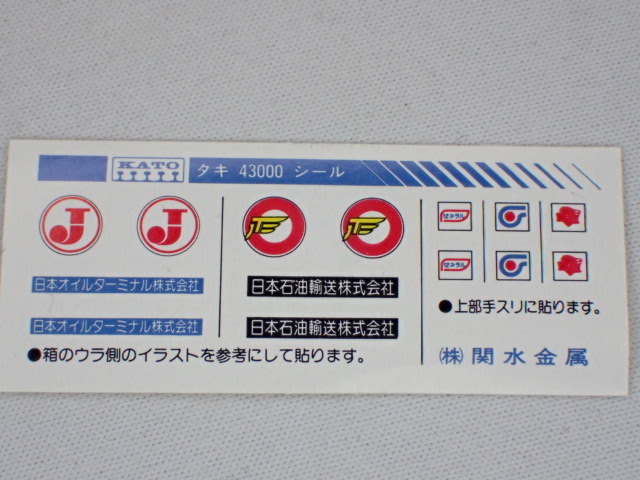 KATO タキ 43000 シール
J J
日本オイルターミナル株式会社
日本オイルターミナル株式会社
●箱のウラ側のイラストを参考にして貼ります。
日本石油輸送株式会社
日本石油輸送株式会社
ゼネラル
ゼネラル
●上部手スリに貼ります。
㈱ 関水金属